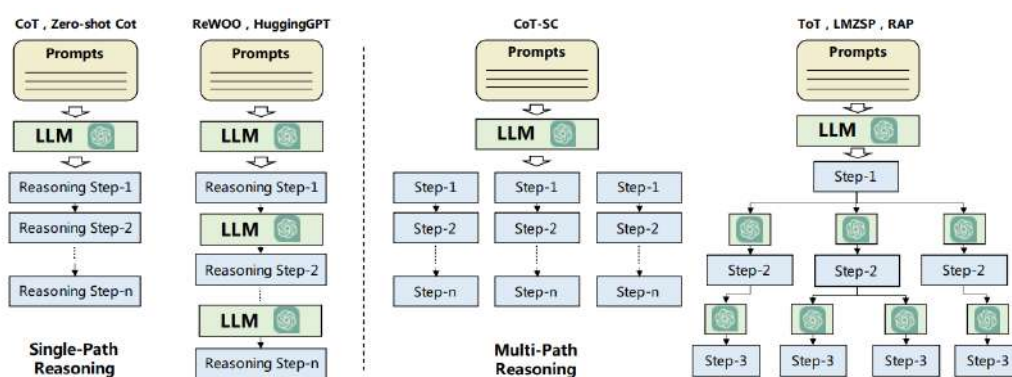 CoT , Zero-shot Cot
Prompts
LLM
Reasoning Step-1
Reasoning Step-2
Reasoning Step-n
Single-Path
Reasoning
ReWOO , HuggingGPT
Prompts
LLM
Reasoning Step-1
LLM
Reasoning Step-2
LLM
Reasoning Step-n
CoT-SC
Prompts
LLM
Step-1
Step-1
Step-1
Step-2
Step-2
Step-2
Step-n
Step-n
Step-n
Multi-Path
Reasoning
ToT , LMZSP , RAP
Prompts
LLM
Step-1
Step-2
Step-2
Step-2
Step-3
Step-3
Step-3
Step-3